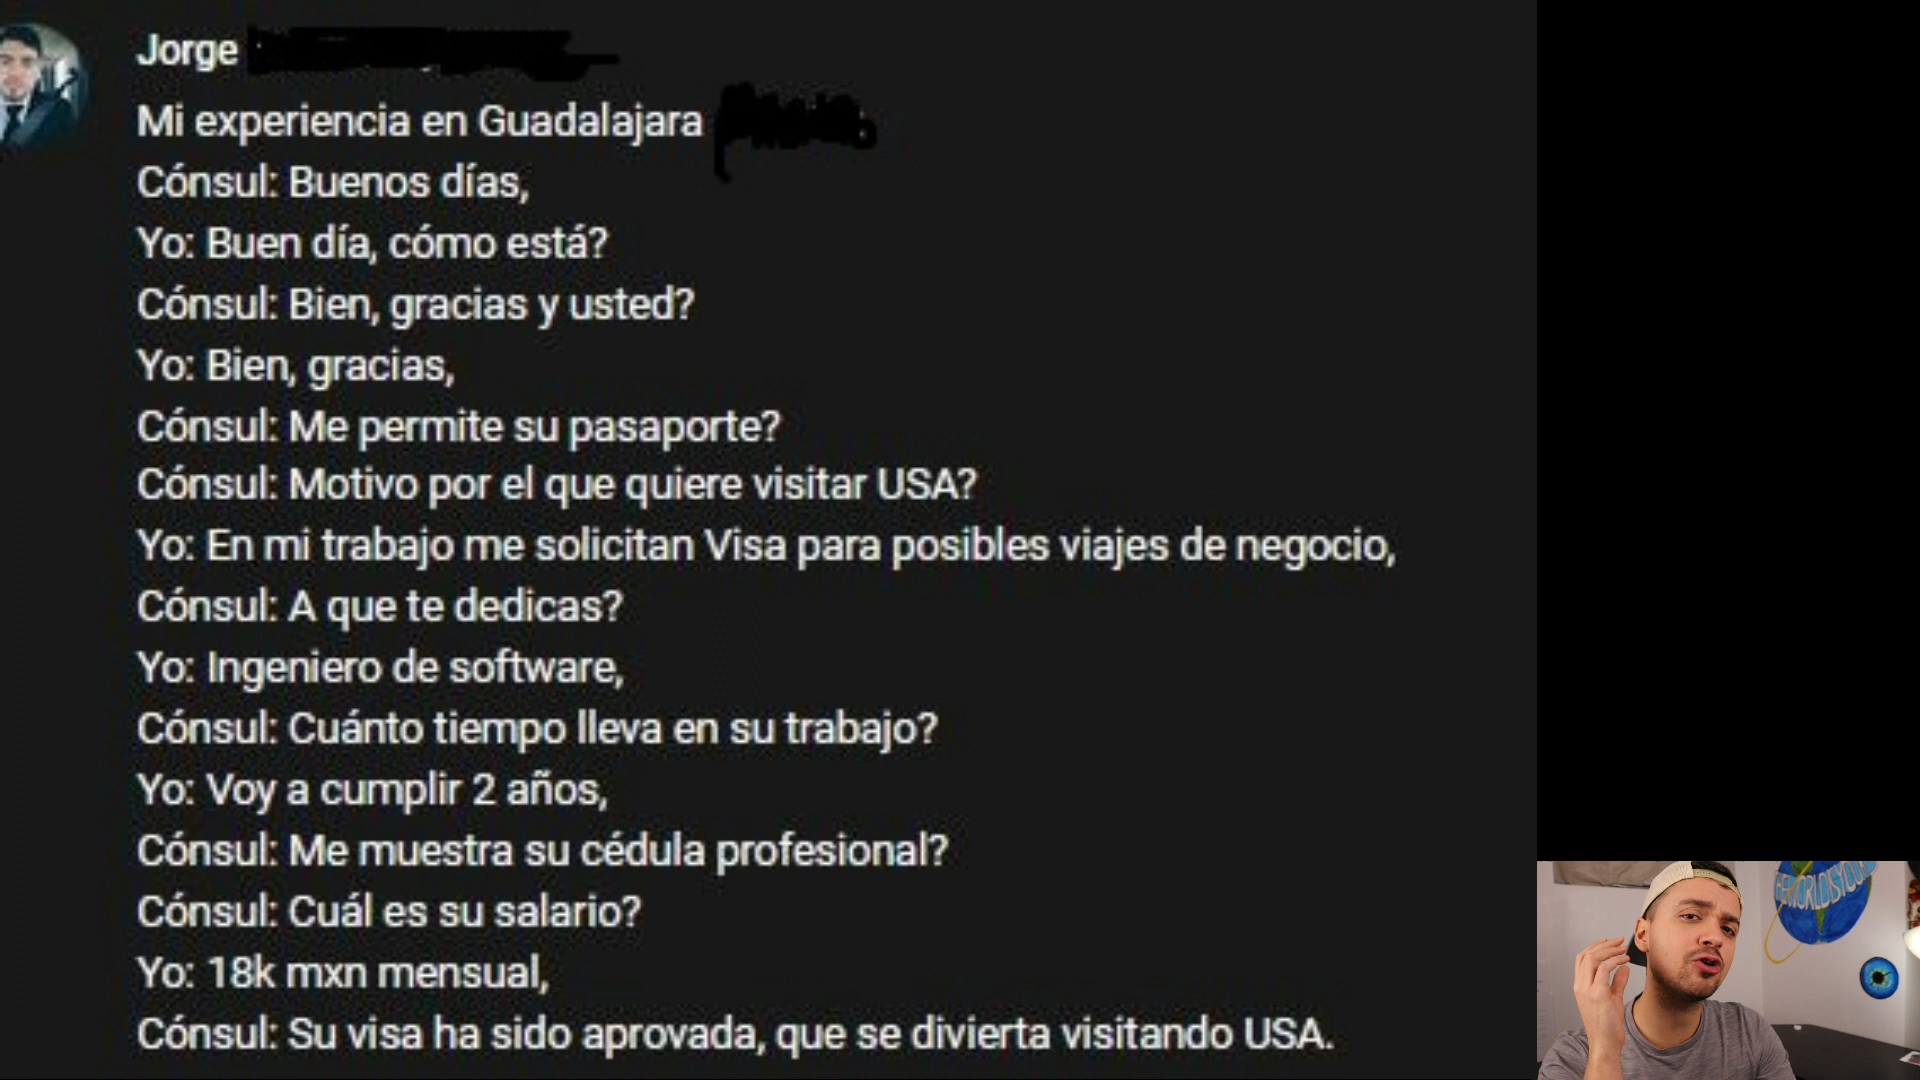 Jorge
Mi experiencia en Guadalajara
Cónsul: Buenos días,
Yo: Buen día, cómo está?
Cónsul: Bien, gracias y usted?
Yo: Bien, gracias,
Cónsul: Me permite su pasaporte?
Cónsul: Motivo por el que quiere visitar USA?
Yo: En mi trabajo me solicitan Visa para posibles viajes de negocio,
Cónsul: A que te dedicas?
Yo: Ingeniero de software,
Cónsul: Cuánto tiempo lleva en su trabajo?
Yo: Voy a cumplir 2 años,
Cónsul: Me muestra su cédula profesional?
Cónsul: Cuál es su salario?
Yo: 18k mxn mensual,
Cónsul: Su visa ha sido aprovada, que se divierta visitando USA.